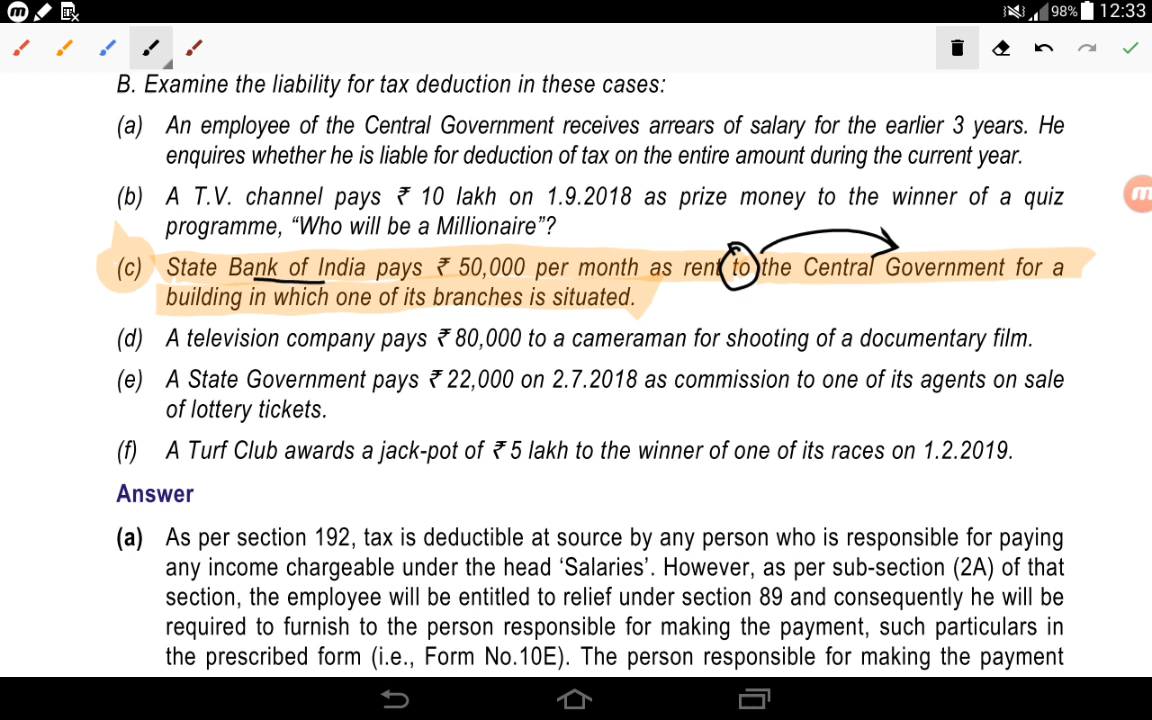 98% 12:33
B. Examine the liability for tax deduction in these cases:
(a) An employee of the Central Government receives arrears of salary for the earlier 3 years. He
enquires whether he is liable for deduction of tax on the entire amount during the current year.
(b) A T.V. channel pays ₹ 10 lakh on 1.9.2018 as prize money to the winner of a quiz
programme, “Who will be a Millionaire”?
(c) State Bank of India pays ₹ 50,000 per month as rent to the Central Government for a
building in which one of its branches is situated.
(d) A television company pays ₹ 80,000 to a cameraman for shooting of a documentary film.
(e) A State Government pays ₹ 22,000 on 2.7.2018 as commission to one of its agents on sale
of lottery tickets.
(f) A Turf Club awards a jack-pot of ₹ 5 lakh to the winner of one of its races on 1.2.2019.
Answer
(a) As per section 192, tax is deductible at source by any person who is responsible for paying
any income chargeable under the head ‘Salaries’. However, as per sub-section (2A) of that
section, the employee will be entitled to relief under section 89 and consequently he will be
required to furnish to the person responsible for making the payment, such particulars in
the prescribed form (i.e., Form No.10E). The person responsible for making the payment